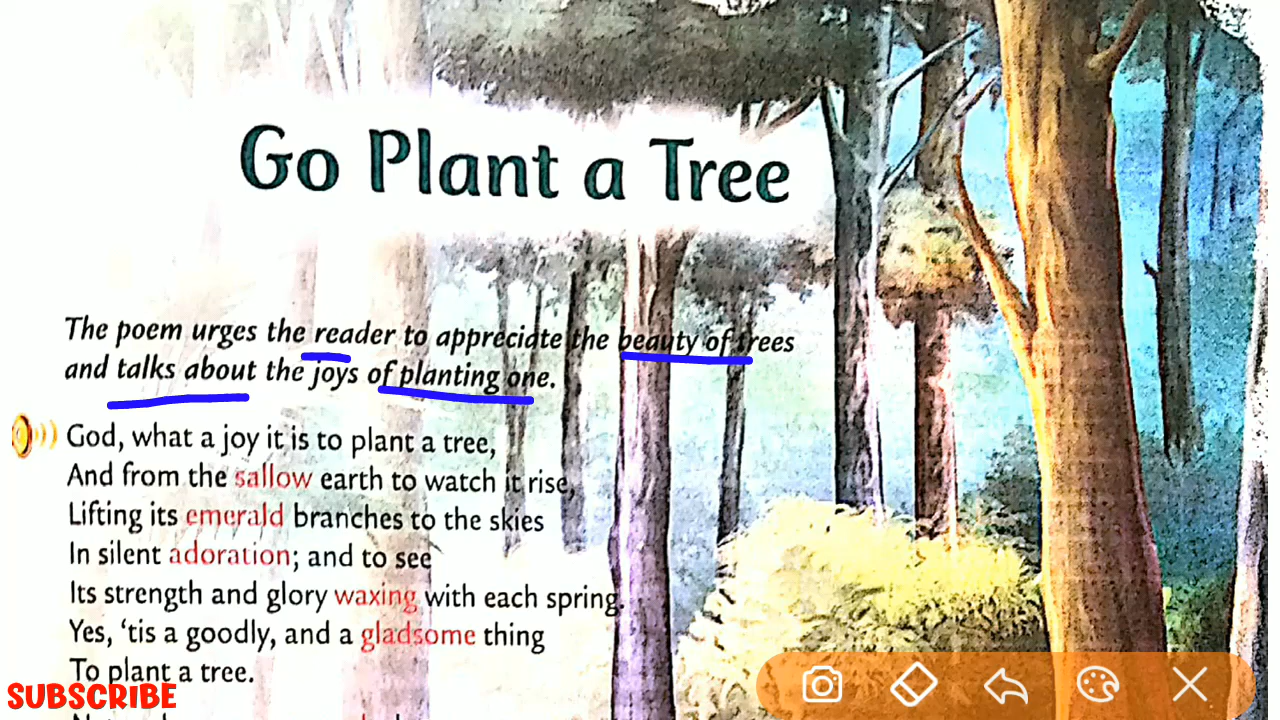 Go Plant a Tree
The poem urges the reader to appreciate the beauty of trees
and talks about the joys of planting one.
God, what a joy it is to plant a tree,
And from the sallow earth to watch it rise,
Lifting its emerald branches to the skies
In silent adoration; and to see
Its strength and glory waxing with each spring.
Yes, ‘tis a goodly, and a gladsome thing
To plant a tree.
SUBSCRIBE